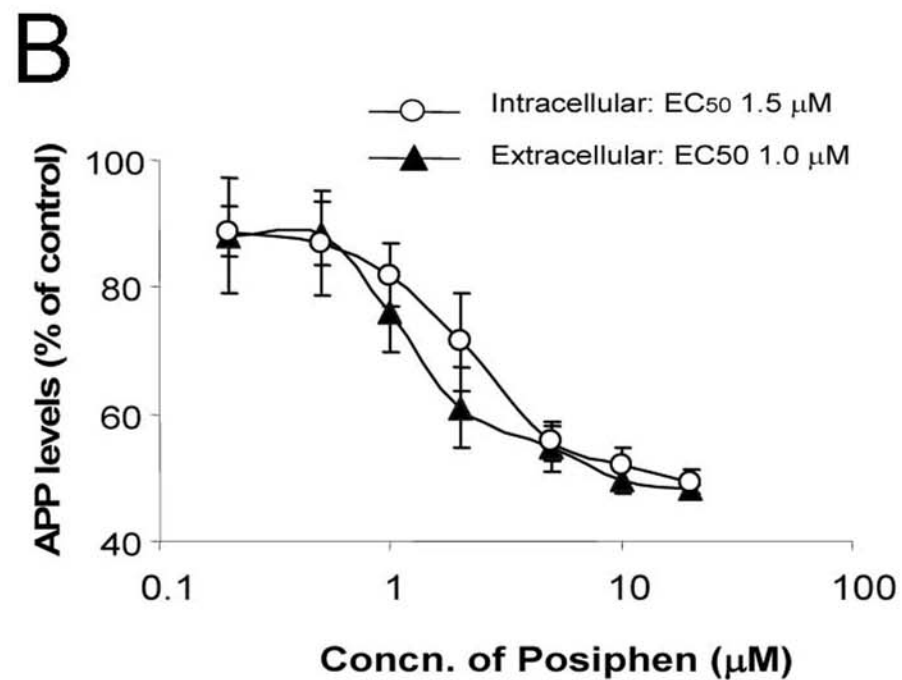 B
Intracellular: EC50 1.5 μM
Extracellular: EC50 1.0 μM
APP levels (% of control)
100
80
60
40
0.1 1 10 100
Concn. of Posiphen (μM)